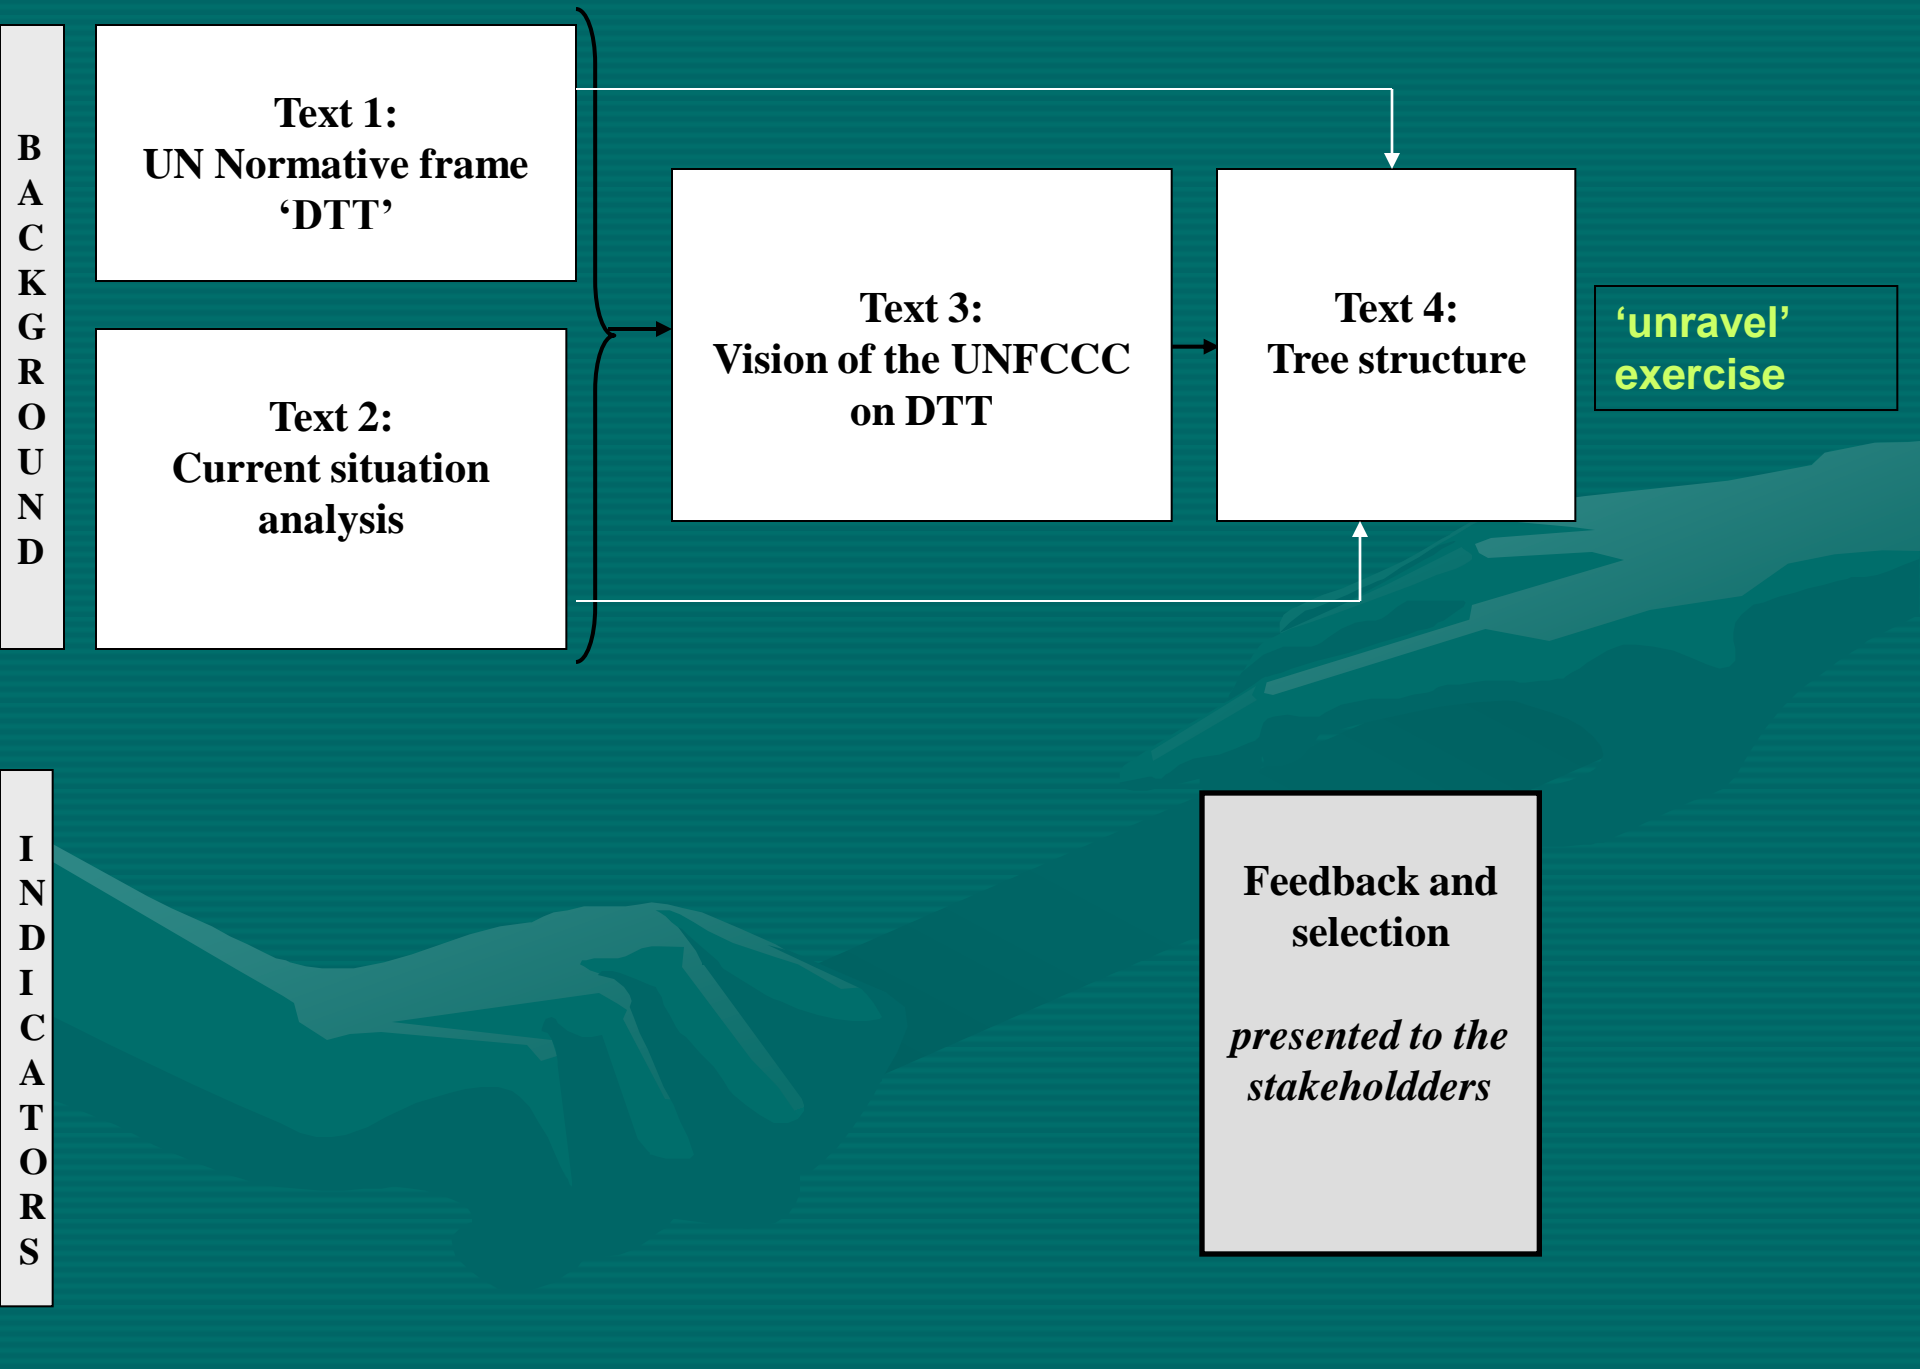 BACKGROUND
Text 1:
UN Normative frame
‘DTT’
Text 2:
Current situation
analysis
Text 3:
Vision of the UNFCCC
on DTT
Text 4:
Tree structure
‘unravel’
exercise
INDICATORS
Feedback and
selection
presented to the
stakeholdders